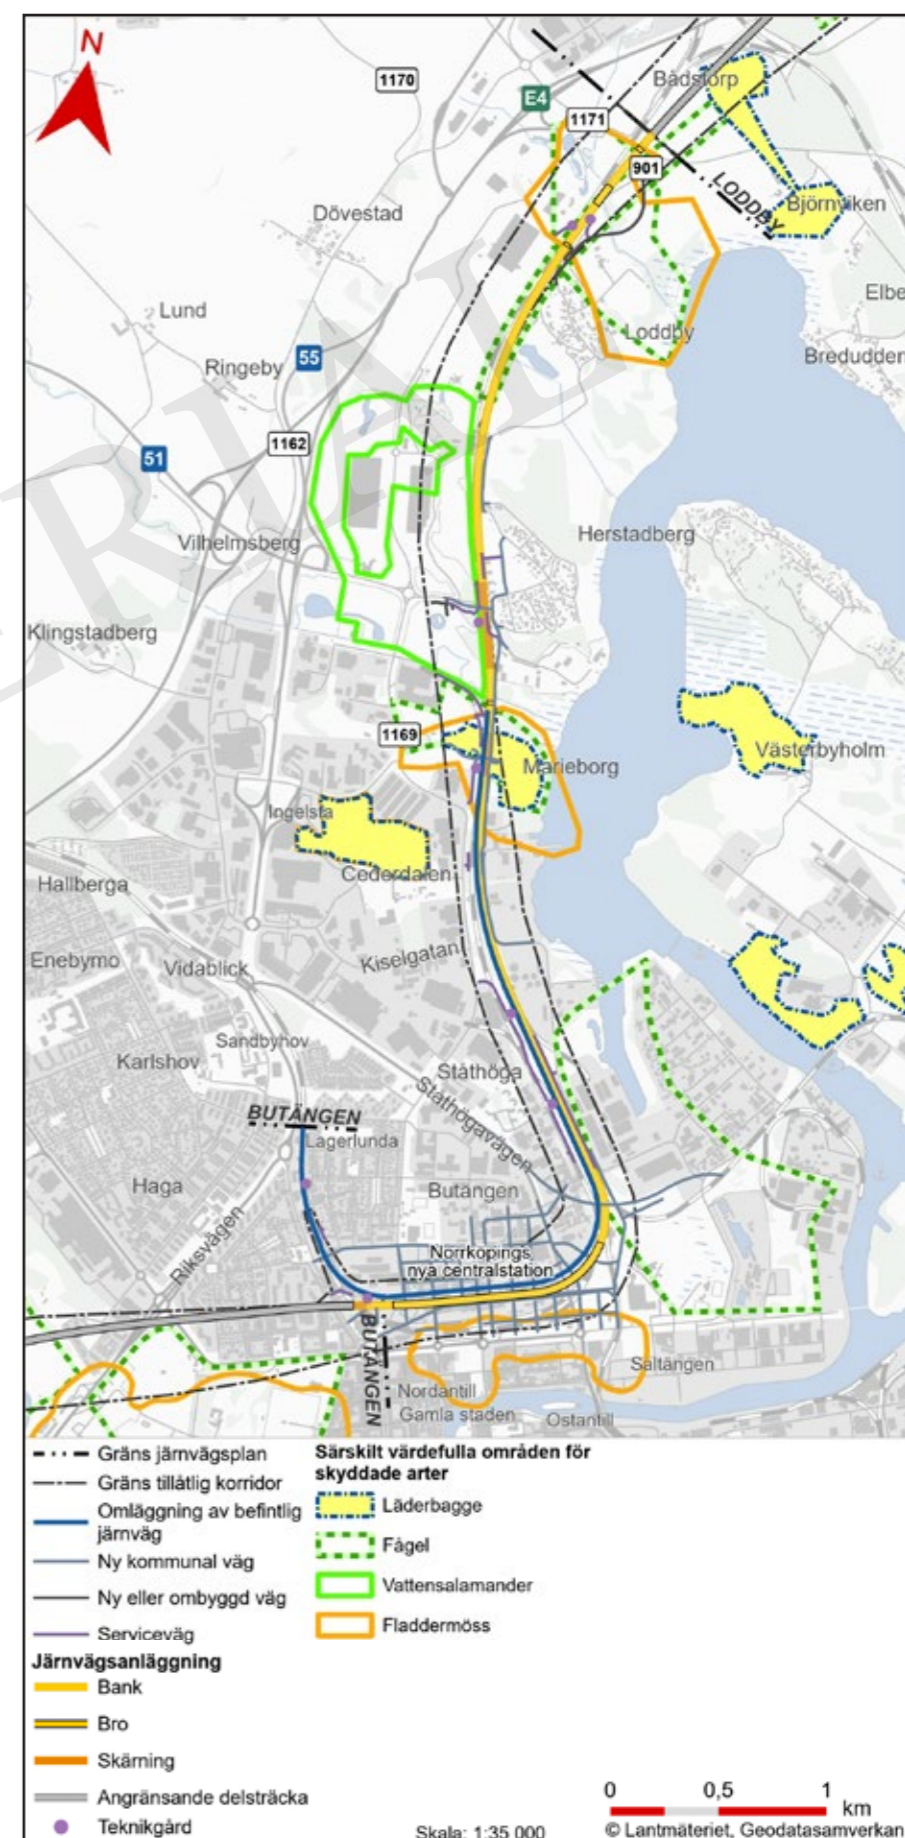 N
1170
Bådstorp
E4
1171
901
LODDBY
Björnviken
Dövestad
Lund
Elbe
Loddby
55
Ringeby
Bredudden
1162
51
Herstadberg
Vilhelmsberg
Klingstadberg
1169
Västerbyholm
Marieborg
Ingelsta
Cederdalen
Hallberga
Kiselgatan
Enebymo
Vidablick
Sandbyhov
Karlshov
Ståthöga
Ståthögavägen
BUTÄNGEN
Lagerlunda
Haga
Butängen
Riksvägen
Norrköpings
nya centralstation
BUTÄNGEN
Saltängen
Nordantill
Gamla staden
Östantill
Gräns järnvägsplan
Gräns tillåtlig korridor
Omläggning av befintlig
järnväg
Ny kommunal väg
Ny eller ombyggd väg
Serviceväg
Järnvägsanläggning
Bank
Bro
Skärning
Angränsande delsträcka
Teknikgård
Särskilt värdefulla områden för
skyddade arter
Läderbagge
Fågel
Vattensalamander
Fladdermöss
0 0,5 1
km
Skala: 1:35 000
© Lantmäteriet, Geodatasamverkan